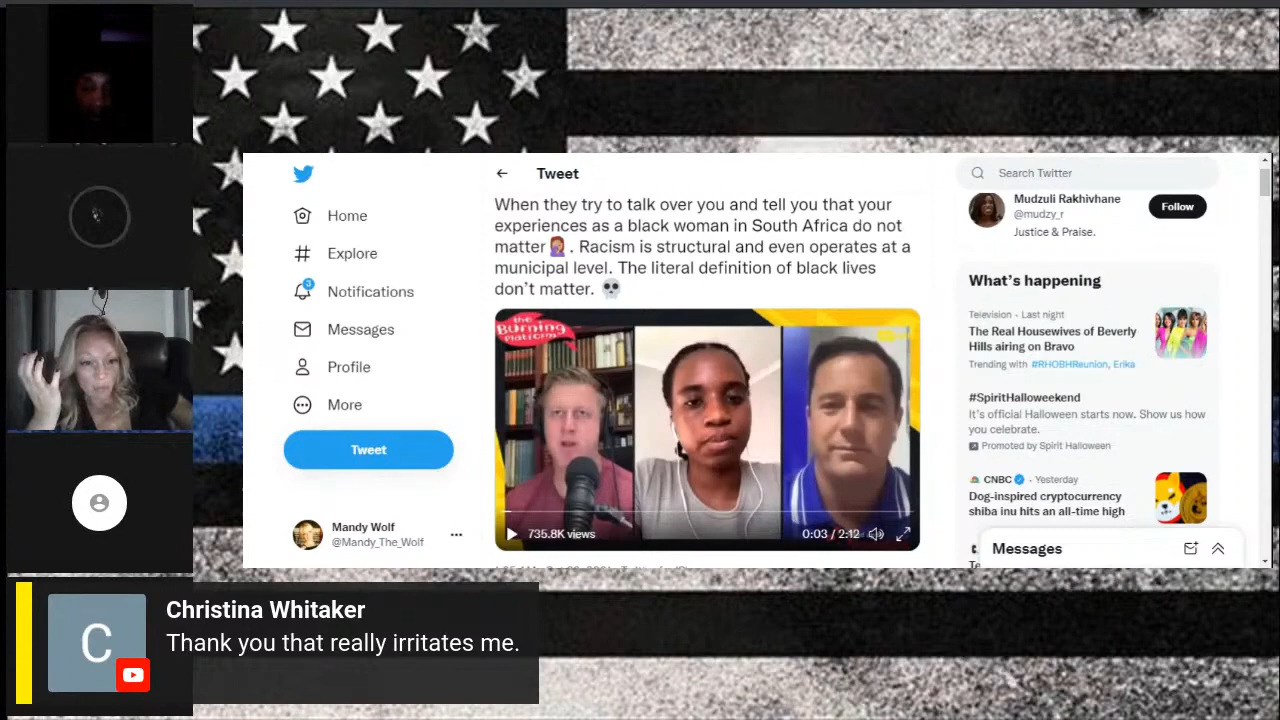 Tweet
When they try to talk over you and tell you that your
experiences as a black woman in South Africa do not
matter🤦🏽‍♀️. Racism is structural and even operates at a
municipal level. The literal definition of black lives
don't matter. 💀
the
BURNING
PLATFORM
735.8K views
0:03 / 2:12
Home
Explore
3
Notifications
Messages
Profile
More
Tweet
Mandy Wolf
@Mandy_The_Wolf
Search Twitter
Mudzuli Rakhivhane
@mudzy_r
Follow
Justice & Praise.
What's happening
Television · Last night
The Real Housewives of Beverly
Hills airing on Bravo
Trending with #RHOBHReunion, Erika
#SpiritHalloweekend
It's official Halloween starts now. Show us how
you celebrate.
Promoted by Spirit Halloween
CNBC · Yesterday
Dog-inspired cryptocurrency
shiba inu hits an all-time high
Messages
C
Christina Whitaker
Thank you that really irritates me.